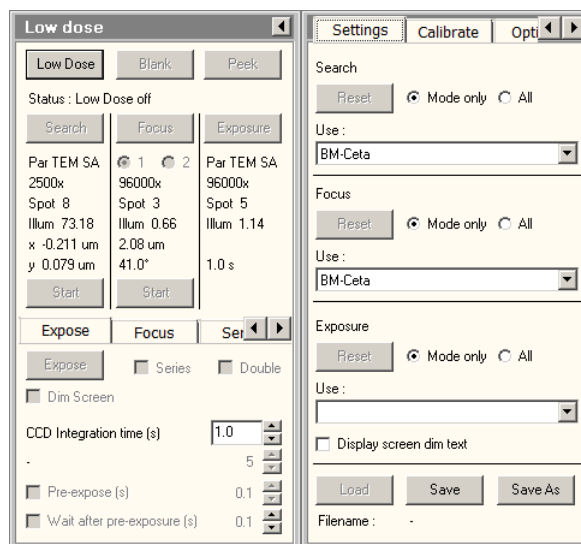 Low dose
Low Dose Blank Peek
Status : Low Dose off
Search Focus Exposure
Par TEM SA 1 2 Par TEM SA
2500x 96000x 96000x
Spot 8 Spot 3 Spot 5
Illum 73.18 Illum 0.66 Illum 1.14
x -0.211 um 2.08 um
y 0.079 um 41.0° 1.0 s
Start Start
Expose Focus Se
Expose Series Double
Dim Screen
CCD Integration time (s) 1.0
- 5
Pre-expose (s) 0.1
Wait after pre-exposure (s) 0.1
Settings Calibrate Opti
Search
Reset Mode only All
Use :
BM-Ceta
Focus
Reset Mode only All
Use :
BM-Ceta
Exposure
Reset Mode only All
Use :
Display screen dim text
Load Save Save As
Filename : -